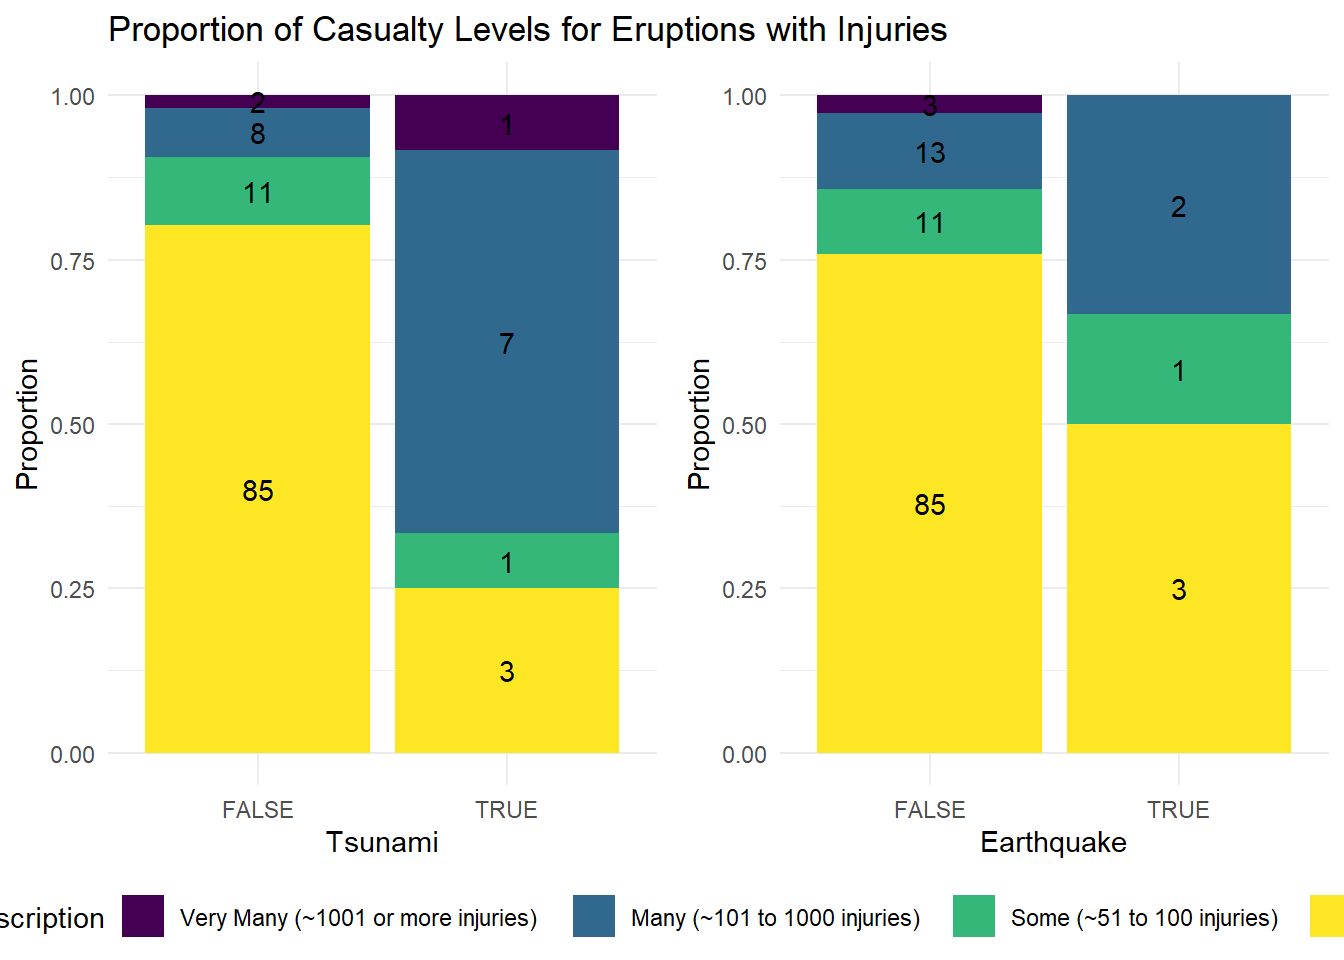 Proportion of Casualty Levels for Eruptions with Injuries
1.00
0.75
0.50
0.25
0.00
Proportion
2
8
11
85
1
7
1
3
FALSE
TRUE
Tsunami
1.00
0.75
0.50
0.25
0.00
Proportion
3
13
11
85
2
1
3
FALSE
TRUE
Earthquake
scription Very Many (~1001 or more injuries) Many (~101 to 1000 injuries) Some (~51 to 100 injuries)